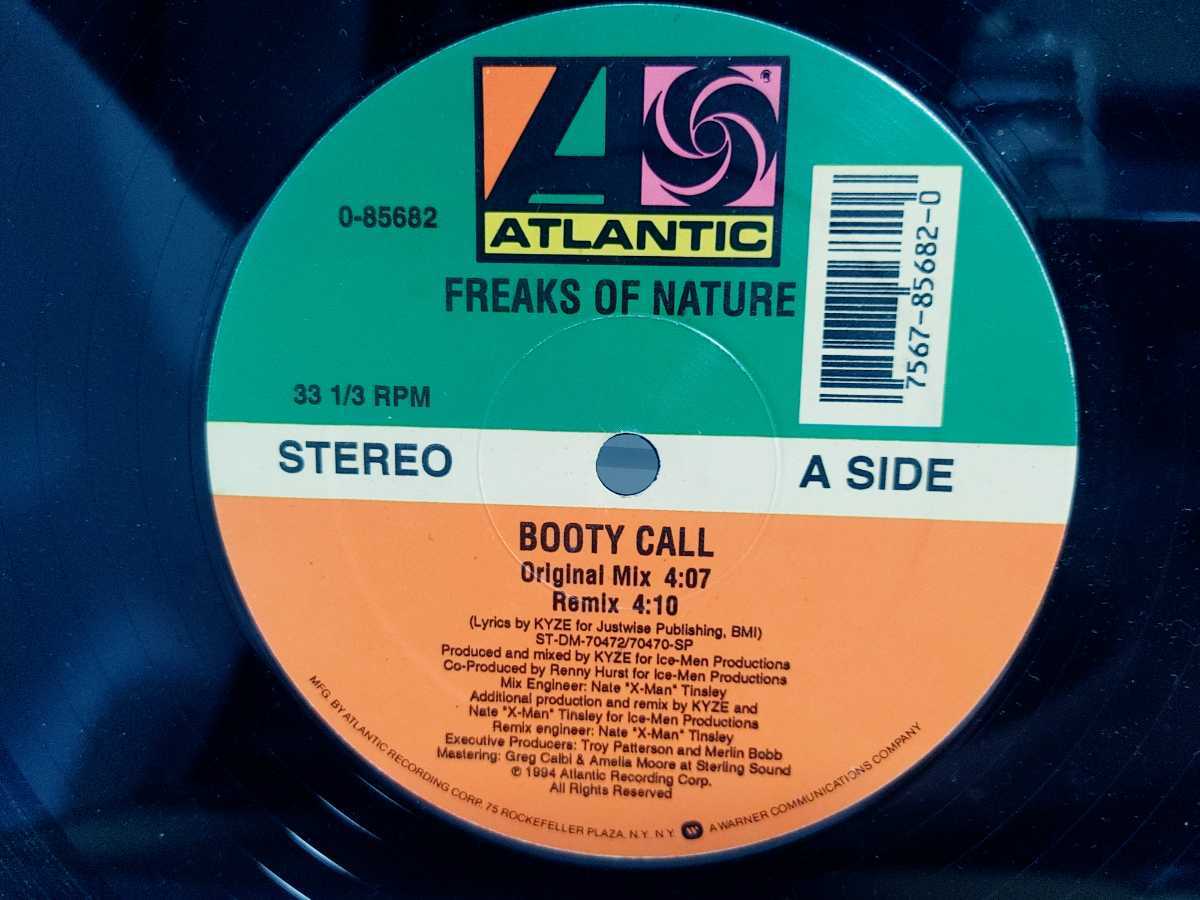 ATLANTIC
0-85682
7567-85682-0
FREAKS OF NATURE
33 1/3 RPM
STEREO
A SIDE
BOOTY CALL
Original Mix 4:07
Remix 4:10
(Lyrics by KYZE for Justwise Publishing, BMI)
ST-DM-70472/70470-SP
Produced and mixed by KYZE for Ice-Men Productions
Co-Produced by Renny Hurst for Ice-Men Productions
Mix Engineer: Nate "X-Man" Tinsley
Additional production and remix by KYZE and
Nate "X-Man" Tinsley for Ice-Men Productions
Remix engineer: Nate "X-Man" Tinsley
Executive Producers: Troy Patterson and Merlin Bobb
Mastering: Greg Calbi & Amelia Moore at Sterling Sound
℗ 1994 Atlantic Recording Corp.
All Rights Reserved
MFG. BY ATLANTIC RECORDING CORP. 75 ROCKEFELLER PLAZA, N.Y. N.Y. A WARNER COMMUNICATIONS COMPANY